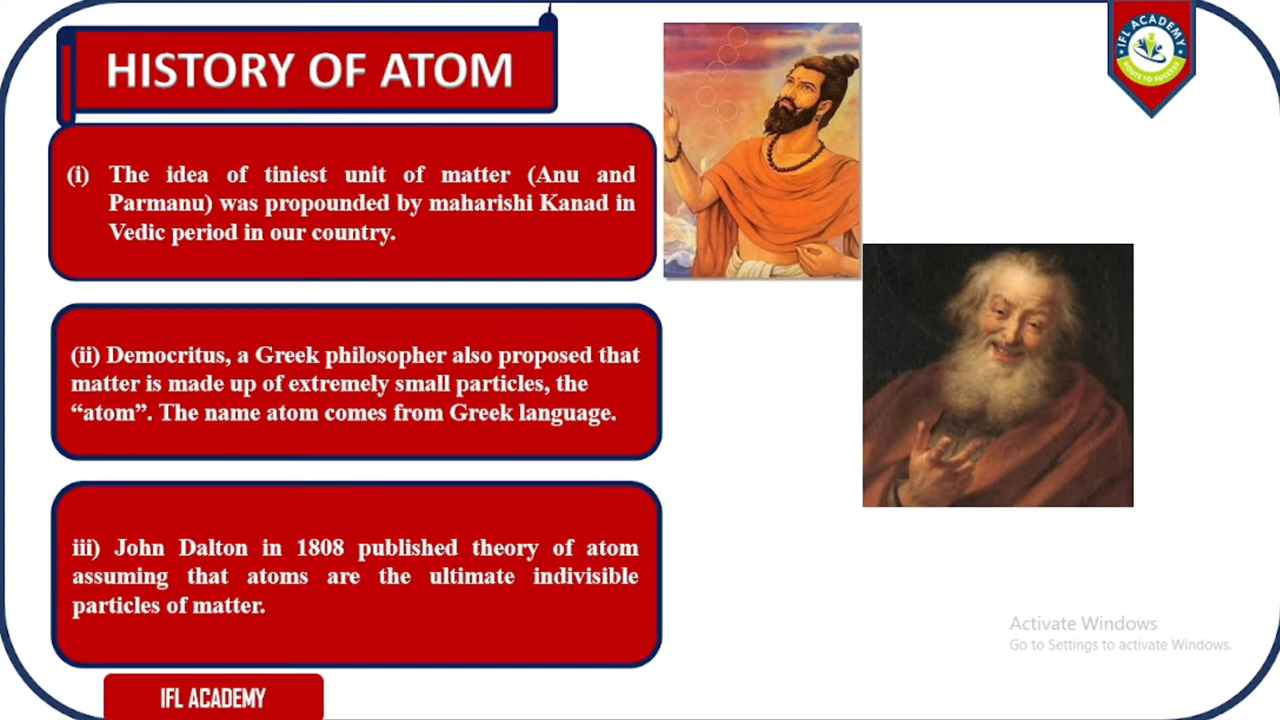 HISTORY OF ATOM
(i) The idea of tiniest unit of matter (Anu and
Parmanu) was propounded by maharishi Kanad in
Vedic period in our country.
(ii) Democritus, a Greek philosopher also proposed that
matter is made up of extremely small particles, the
“atom”. The name atom comes from Greek language.
iii) John Dalton in 1808 published theory of atom
assuming that atoms are the ultimate indivisible
particles of matter.
IFL ACADEMY
IFL ACADEMY
ROUTE TO SUCCESS
Activate Windows
Go to Settings to activate Windows.